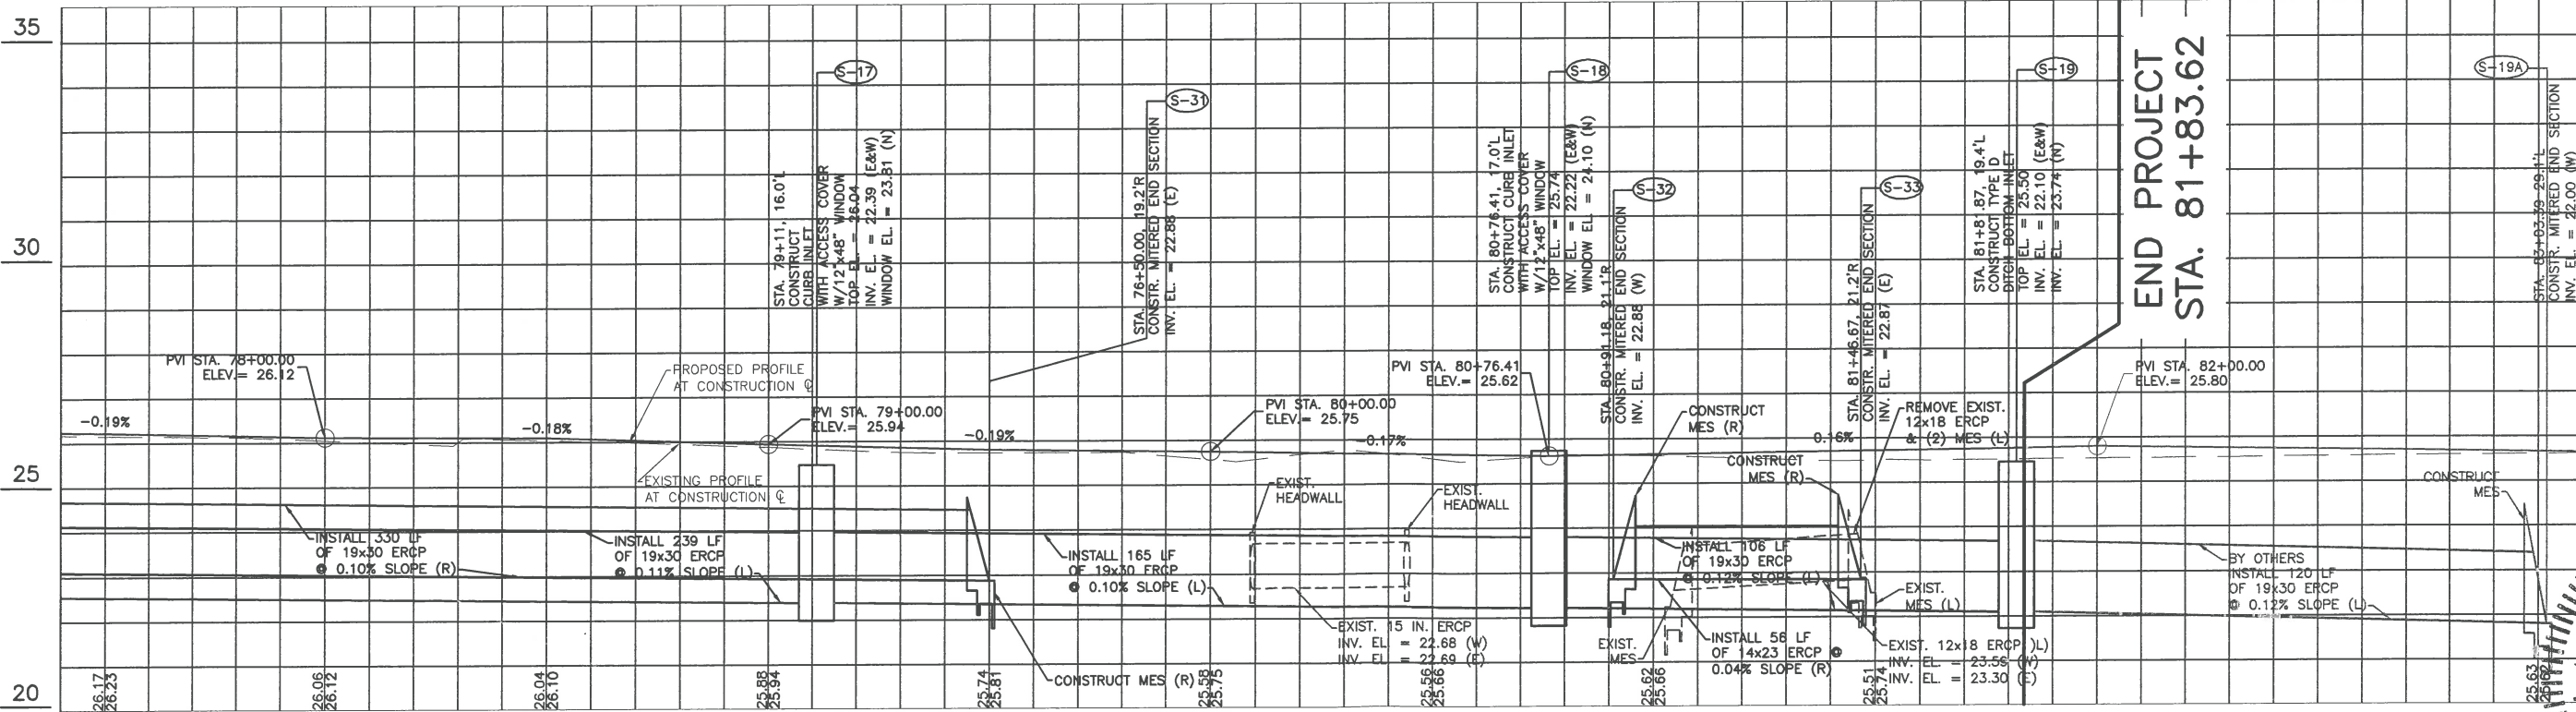 35
30
25
20
S-17
STA. 79+11, 16.0'L
CONSTRUCT
CURB INLET
WITH ACCESS COVER
W/12"x48" WINDOW
TOP EL. = 26.04
INV. EL. = 22.39 (E&W)
WINDOW EL. = 23.81 (N)
S-31
STA. 76+50.00, 19.2'R
CONSTR. MITERED END SECTION
INV. EL. = 22.88 (E)
S-18
STA. 80+76.41, 17.0'L
CONSTRUCT CURB INLET
WITH ACCESS COVER
W/12"x48" WINDOW
TOP EL. = 25.74
INV. EL. = 22.22 (E&W)
WINDOW EL. = 24.10 (N)
S-32
STA. 80+91.18, 21.1'R
CONSTR. MITERED END SECTION
INV. EL. = 22.88 (W)
S-33
STA. 81+46.67, 21.2'R
CONSTR. MITERED END SECTION
INV. EL. = 22.87 (E)
S-19
STA. 81+81.87, 19.4'L
CONSTRUCT TYPE D
DITCH BOTTOM INLET
TOP EL. = 25.50
INV. EL. = 22.10 (E&W)
INV. EL. = 23.74 (N)
END PROJECT
STA. 81+83.62
S-19A
STA. 83+03.39 29.1'L
CONSTR. MITERED END SECTION
INV. EL. = 22.00 (W)
PVI STA. 78+00.00
ELEV.= 26.12
PROPOSED PROFILE
AT CONSTRUCTION ℄
PVI STA. 79+00.00
ELEV.= 25.94
PVI STA. 80+00.00
ELEV.= 25.75
PVI STA. 80+76.41
ELEV.= 25.62
PVI STA. 82+00.00
ELEV.= 25.80
-0.19%
-0.18%
-0.19%
-0.17%
0.16%
CONSTRUCT
MES (R)
REMOVE EXIST.
12x18 ERCP
& (2) MES (L)
CONSTRUCT
MES (R)
EXISTING PROFILE
AT CONSTRUCTION ℄
EXIST.
HEADWALL
EXIST.
HEADWALL
CONSTRUCT
MES
INSTALL 330 LF
OF 19x30 ERCP
@ 0.10% SLOPE (R)
INSTALL 239 LF
OF 19x30 ERCP
@ 0.11% SLOPE (L)
INSTALL 165 LF
OF 19x30 ERCP
@ 0.10% SLOPE (L)
INSTALL 106 LF
OF 19x30 ERCP
@ 0.12% SLOPE (L)
BY OTHERS
INSTALL 120 LF
OF 19x30 ERCP
@ 0.12% SLOPE (L)
EXIST.
MES (L)
EXIST. 15 IN. ERCP
INV. EL = 22.68 (W)
INV. EL = 22.69 (E)
EXIST.
MES
INSTALL 56 LF
OF 14x23 ERCP @
0.04% SLOPE (R)
EXIST. 12x18 ERCP )L)
INV. EL. = 23.56 (W)
INV. EL. = 23.30 (E)
CONSTRUCT MES (R)
26.17
26.23
26.06
26.12
26.04
26.10
25.88
25.94
25.74
25.81
25.58
25.75
25.56
25.66
25.62
25.66
25.51
25.74
25.63